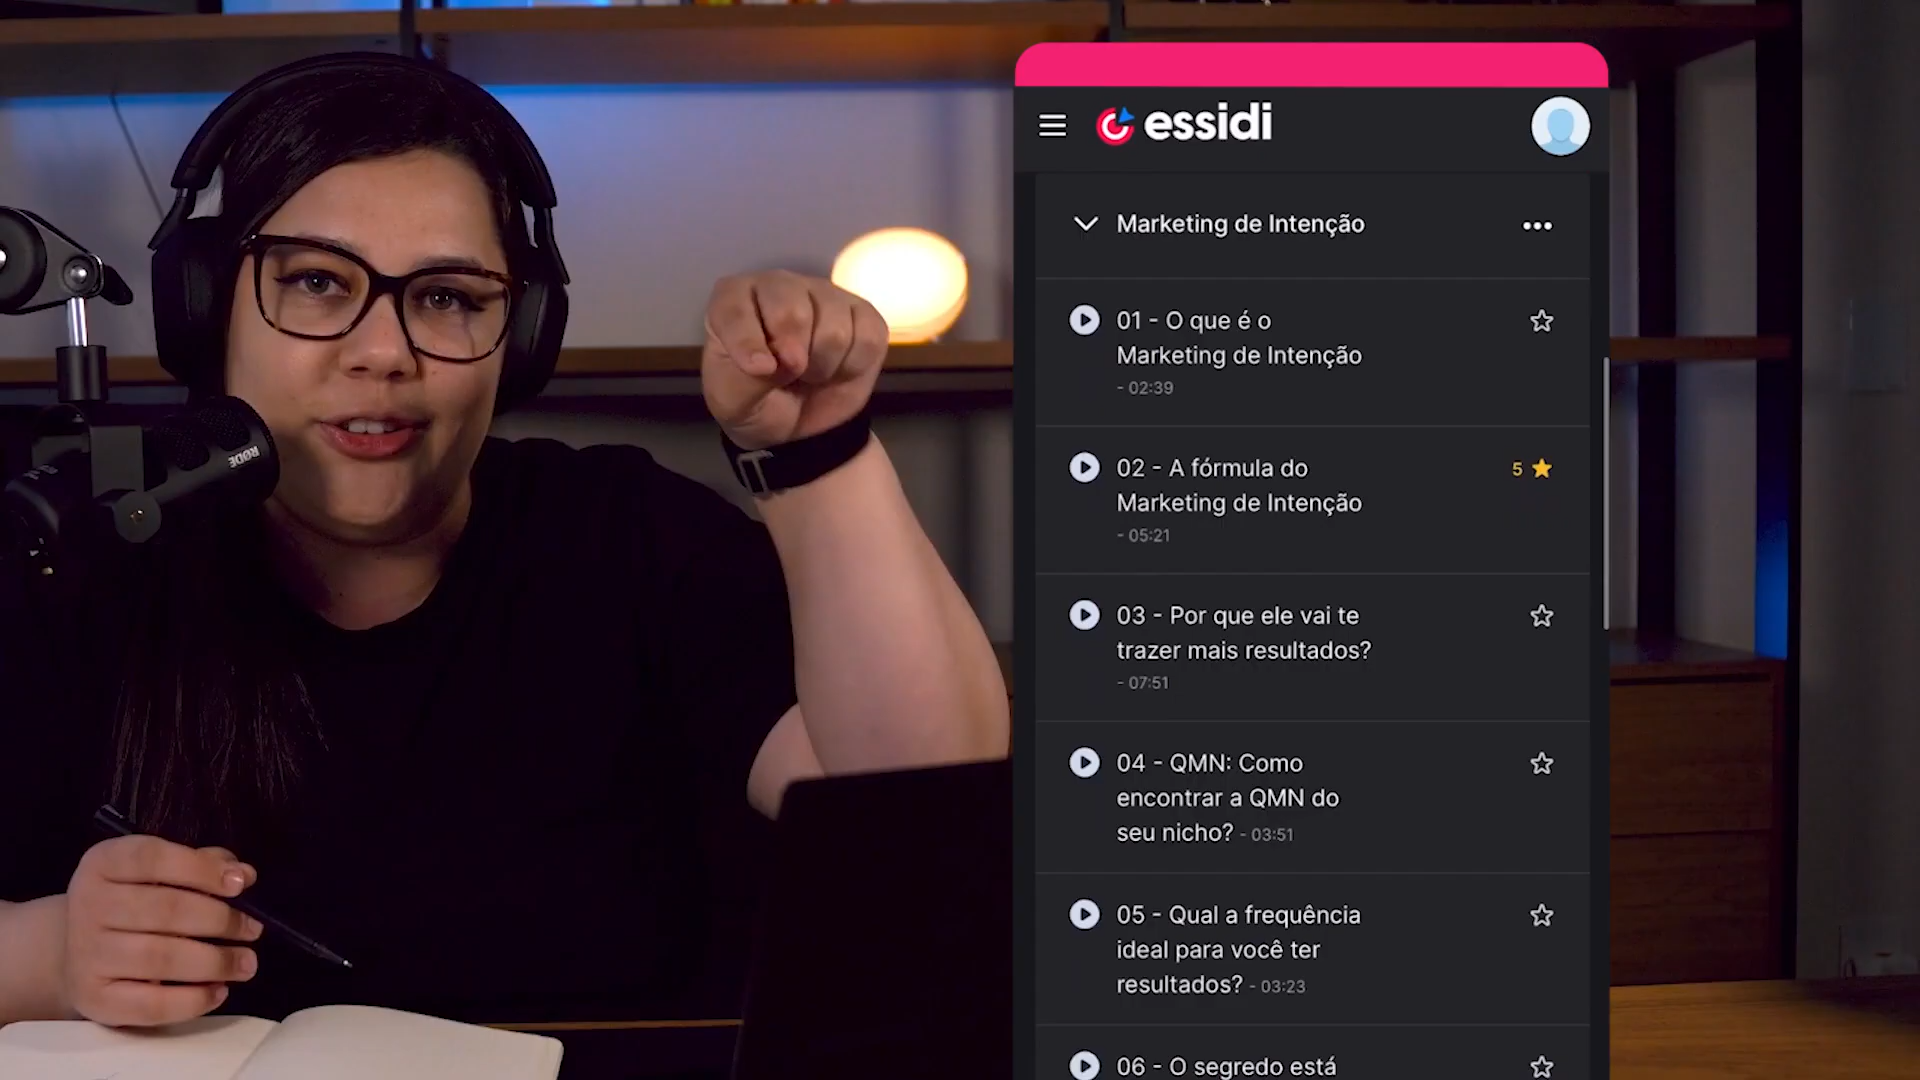 essidi
Marketing de Intenção
01 - O que é o
Marketing de Intenção
- 02:39
02 - A fórmula do
Marketing de Intenção
- 05:21
5
03 - Por que ele vai te
trazer mais resultados?
- 07:51
04 - QMN: Como
encontrar a QMN do
seu nicho? - 03:51
05 - Qual a frequência
ideal para você ter
resultados? - 03:23
06 - O segredo está
RØDE